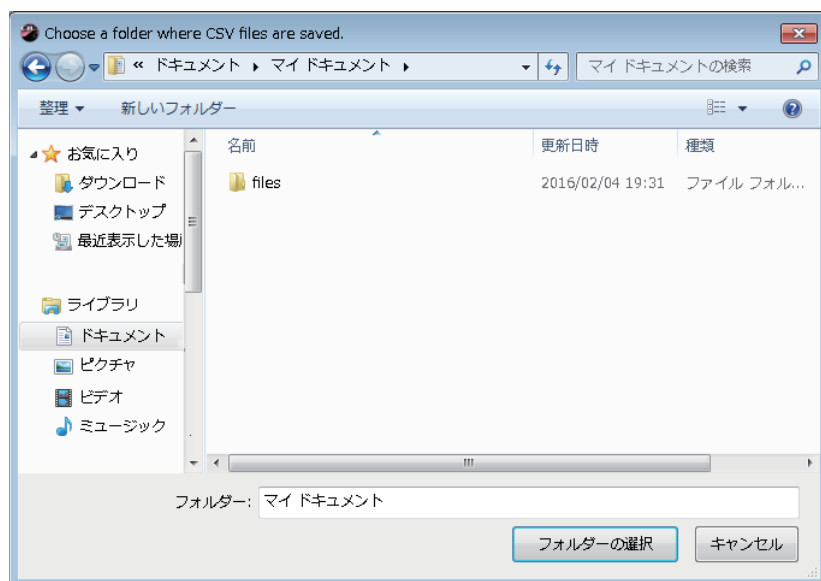 Choose a folder where CSV files are saved.
« ドキュメント ▸ マイ ドキュメント ▸
マイ ドキュメントの検索
整理 ▼ 新しいフォルダー
お気に入り
ダウンロード
デスクトップ
最近表示した場
ライブラリ
ドキュメント
ピクチャ
ビデオ
ミュージック
名前 更新日時 種類
files 2016/02/04 19:31 ファイル フォル...
フォルダー: マイ ドキュメント
フォルダーの選択 キャンセル